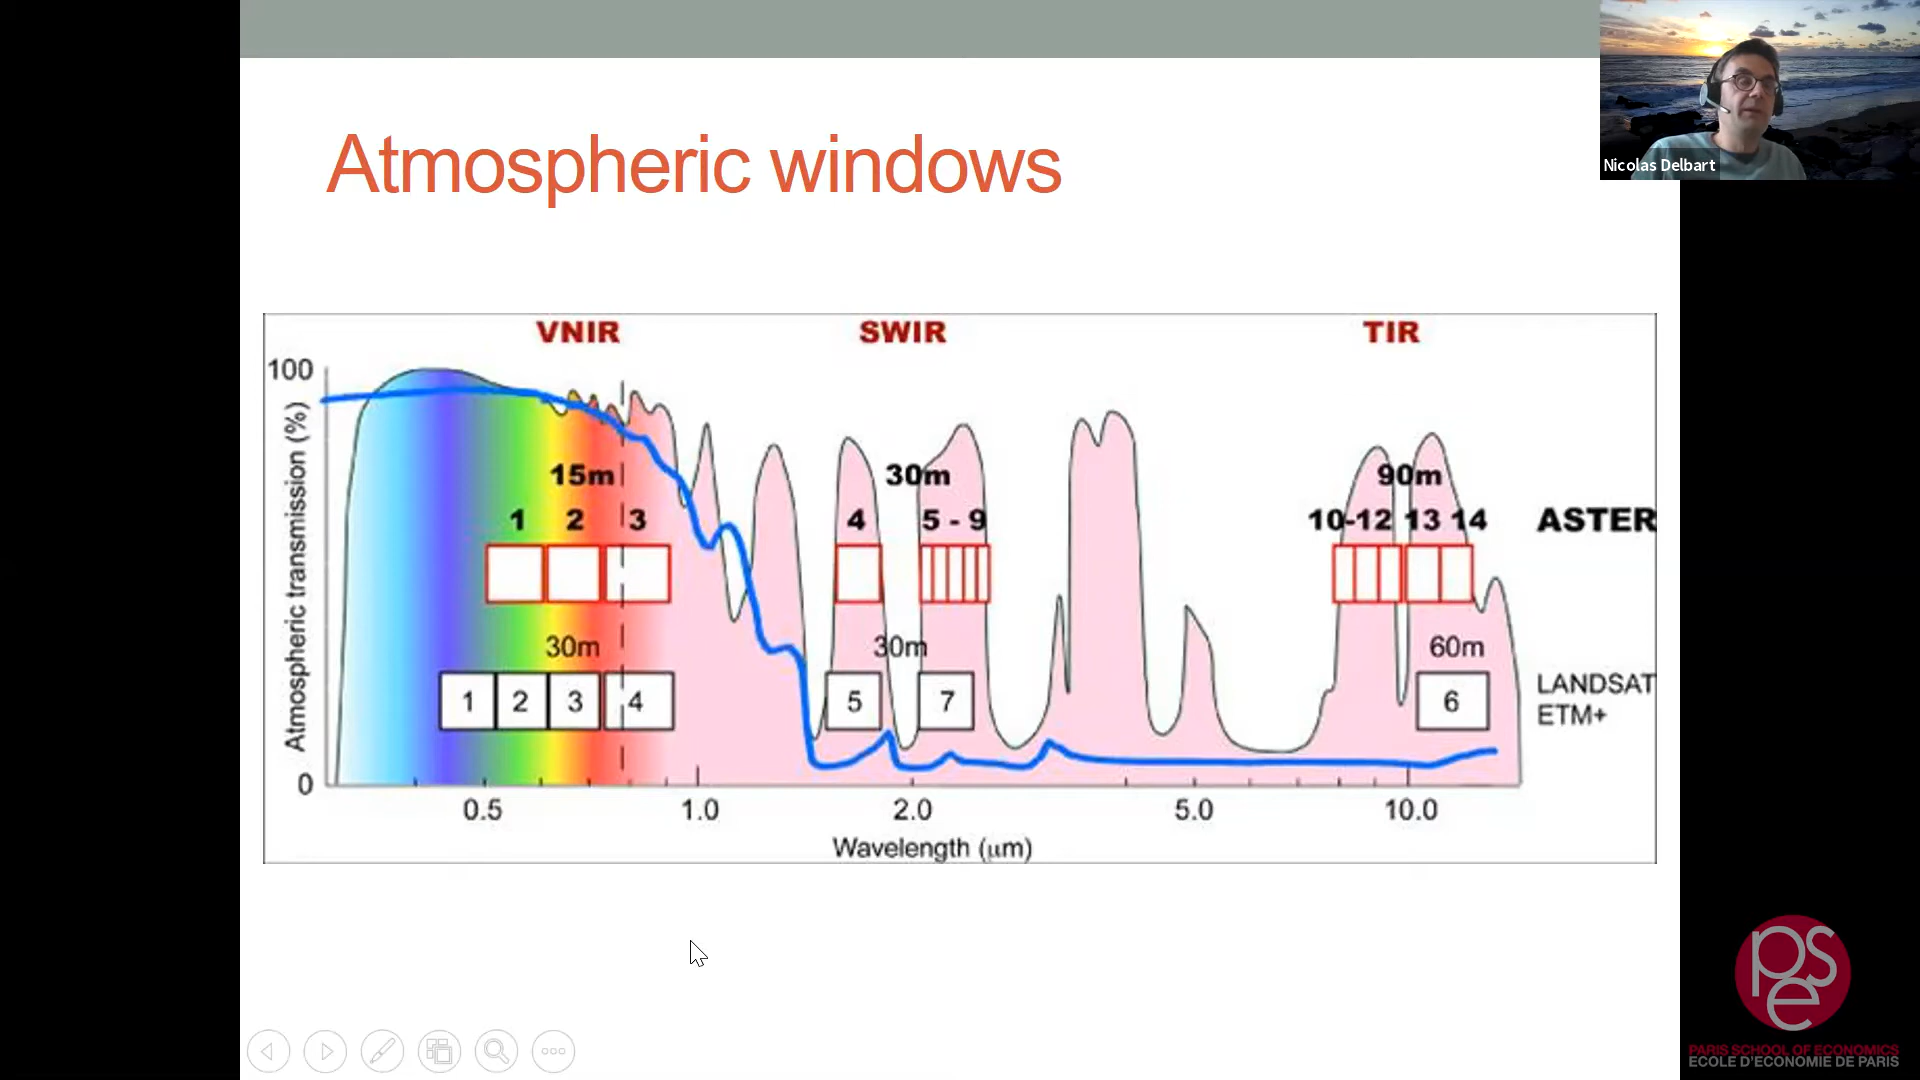 Nicolas Delbart
Atmospheric windows
VNIR SWIR TIR
100
Atmospheric transmission (%)
15m 30m 90m
1 2 3 4 5 - 9 10-12 13 14 ASTER
30m 30m 60m
1 2 3 4 5 7 6 LANDSAT
ETM+
0
0.5 1.0 2.0 5.0 10.0
Wavelength (µm)
pse
PARIS SCHOOL OF ECONOMICS
ECOLE D'ECONOMIE DE PARIS